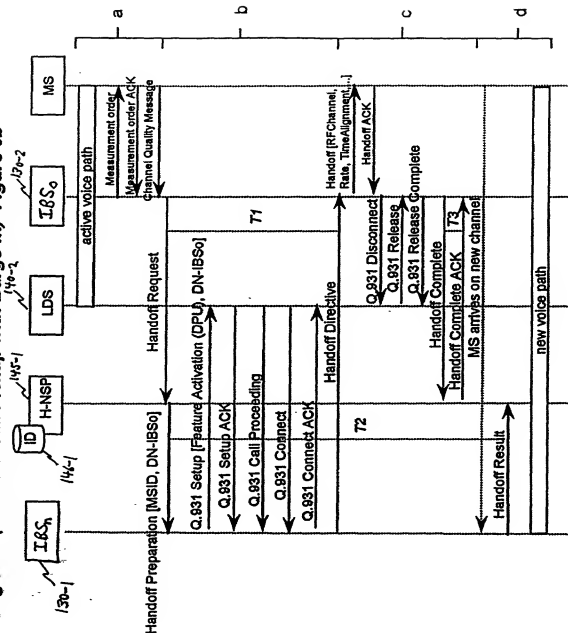 130-1
IBSn
146-1
ID
145-1
H-NSP
140-2
LDS
130-2
IBSo
MS
active voice path
Measurement order
Measurement order ACK
Channel Quality Message
a
Handoff Request
Handoff Preparation [MSID, DN-IBSo]
Q.931 Setup [Feature Activation (DPU), DN-IBSo]
Q.931 Setup ACK
Q.931 Call Proceeding
Q.931 Connect
Q.931 Connect ACK
T1
b
Handoff Directive
Handoff [RFChannel,
Rate, TimeAlignment,...]
Handoff ACK
Q.931 Disconnect
Q.931 Release
Q.931 Release Complete
Handoff Complete
Handoff Complete ACK
T3
T2
c
MS arrives on new channel
Handoff Result
new voice path
d